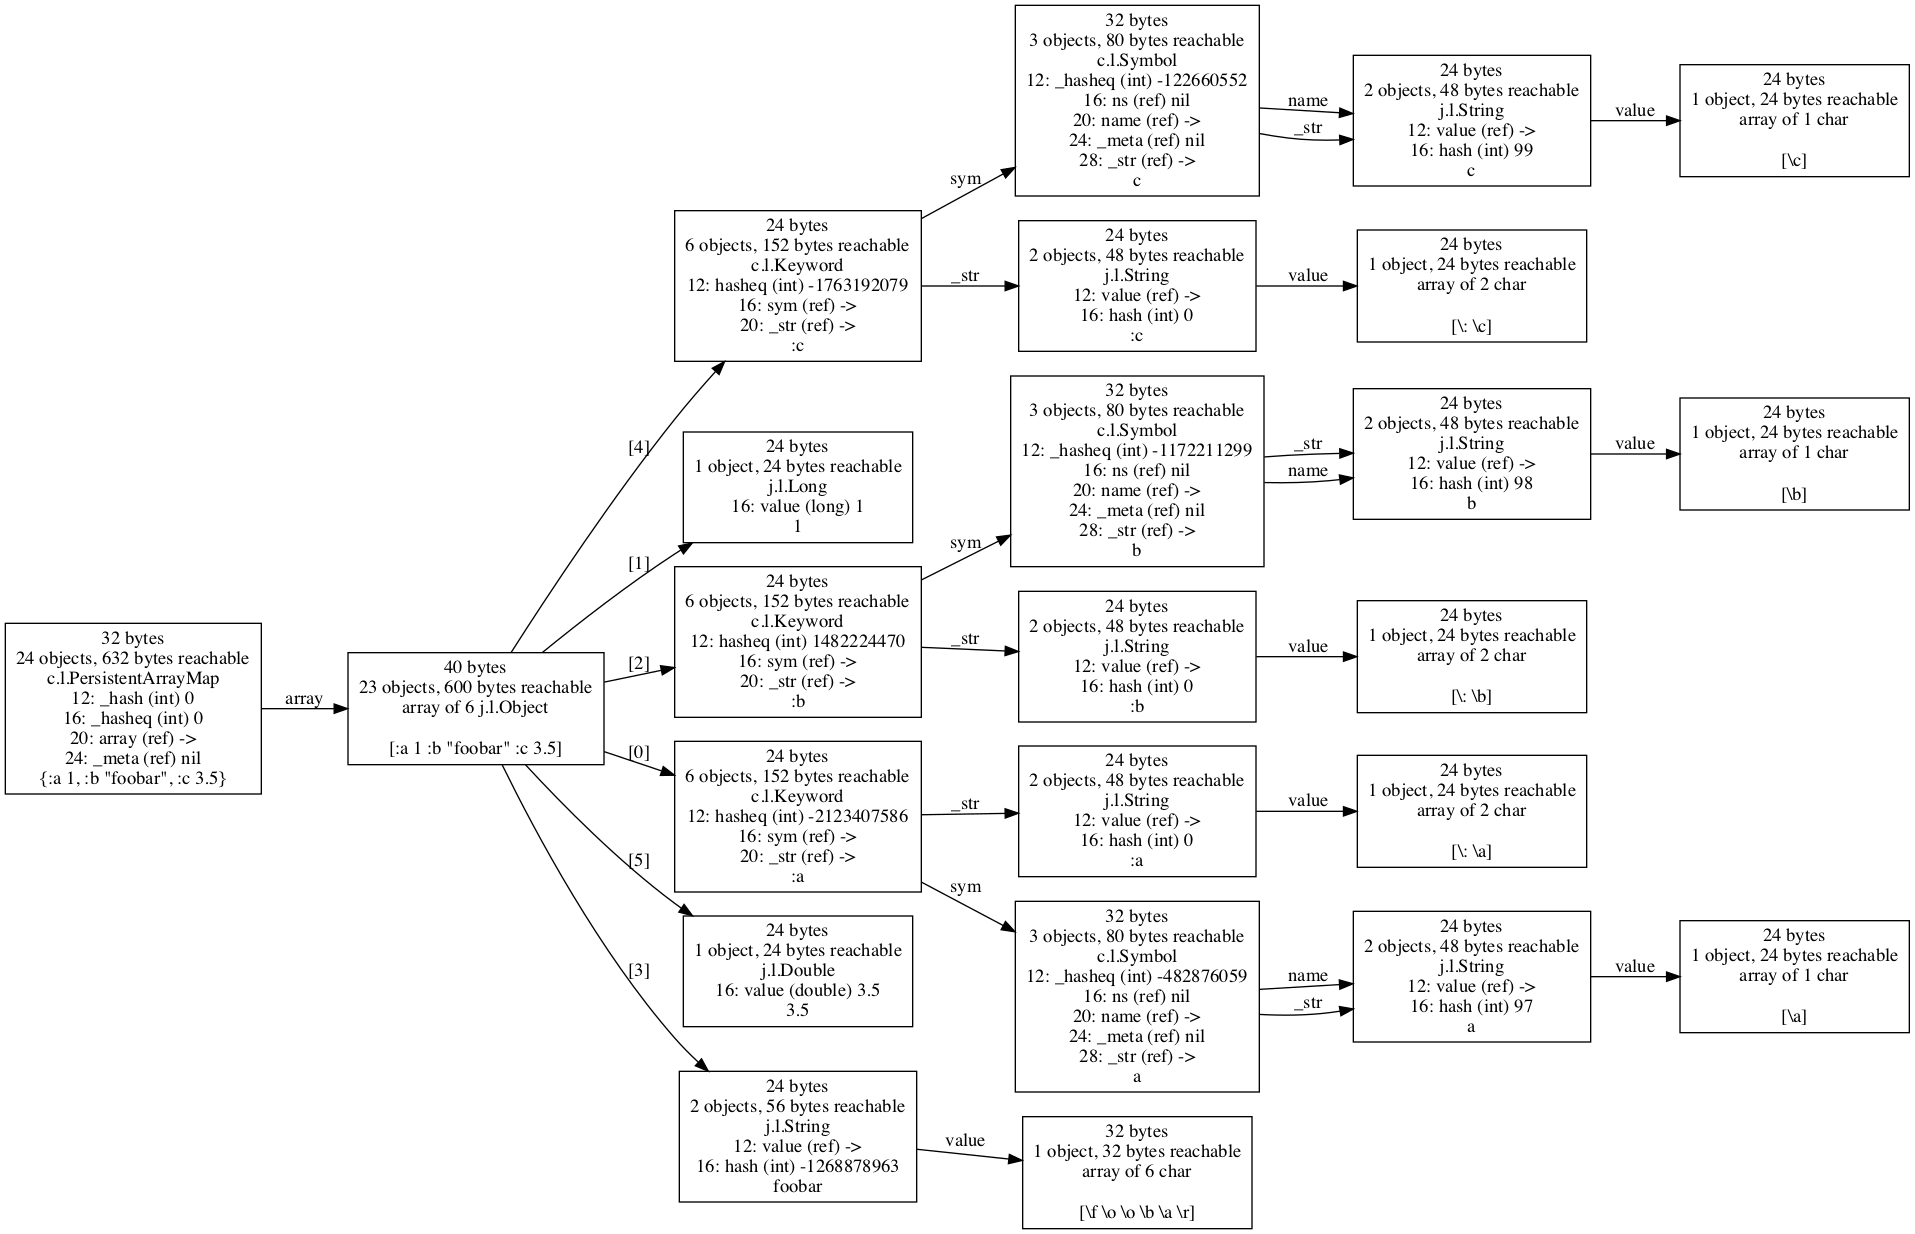 32 bytes
24 objects, 632 bytes reachable
c.l.PersistentArrayMap
12: _hash (int) 0
16: _hasheq (int) 0
20: array (ref) ->
24: _meta (ref) nil
{:a 1, :b "foobar", :c 3.5}
array
40 bytes
23 objects, 600 bytes reachable
array of 6 j.l.Object
[:a 1 :b "foobar" :c 3.5]
[4]
[1]
[2]
[0]
[5]
[3]
24 bytes
6 objects, 152 bytes reachable
c.l.Keyword
12: hasheq (int) -1763192079
16: sym (ref) ->
20: _str (ref) ->
:c
24 bytes
1 object, 24 bytes reachable
j.l.Long
16: value (long) 1
1
24 bytes
6 objects, 152 bytes reachable
c.l.Keyword
12: hasheq (int) 1482224470
16: sym (ref) ->
20: _str (ref) ->
:b
24 bytes
6 objects, 152 bytes reachable
c.l.Keyword
12: hasheq (int) -2123407586
16: sym (ref) ->
20: _str (ref) ->
:a
24 bytes
1 object, 24 bytes reachable
j.l.Double
16: value (double) 3.5
3.5
24 bytes
2 objects, 56 bytes reachable
j.l.String
12: value (ref) ->
16: hash (int) -1268878963
foobar
sym
_str
sym
_str
_str
sym
value
32 bytes
3 objects, 80 bytes reachable
c.l.Symbol
12: _hasheq (int) -122660552
16: ns (ref) nil
20: name (ref) ->
24: _meta (ref) nil
28: _str (ref) ->
c
24 bytes
2 objects, 48 bytes reachable
j.l.String
12: value (ref) ->
16: hash (int) 0
:c
32 bytes
3 objects, 80 bytes reachable
c.l.Symbol
12: _hasheq (int) -1172211299
16: ns (ref) nil
20: name (ref) ->
24: _meta (ref) nil
28: _str (ref) ->
b
24 bytes
2 objects, 48 bytes reachable
j.l.String
12: value (ref) ->
16: hash (int) 0
:b
24 bytes
2 objects, 48 bytes reachable
j.l.String
12: value (ref) ->
16: hash (int) 0
:a
32 bytes
3 objects, 80 bytes reachable
c.l.Symbol
12: _hasheq (int) -482876059
16: ns (ref) nil
20: name (ref) ->
24: _meta (ref) nil
28: _str (ref) ->
a
32 bytes
1 object, 32 bytes reachable
array of 6 char
[\f \o \o \b \a \r]
name
_str
value
_str
name
value
value
name
_str
24 bytes
2 objects, 48 bytes reachable
j.l.String
12: value (ref) ->
16: hash (int) 99
c
24 bytes
1 object, 24 bytes reachable
array of 2 char
[\: \c]
24 bytes
2 objects, 48 bytes reachable
j.l.String
12: value (ref) ->
16: hash (int) 98
b
24 bytes
1 object, 24 bytes reachable
array of 2 char
[\: \b]
24 bytes
1 object, 24 bytes reachable
array of 2 char
[\: \a]
24 bytes
2 objects, 48 bytes reachable
j.l.String
12: value (ref) ->
16: hash (int) 97
a
value
value
value
24 bytes
1 object, 24 bytes reachable
array of 1 char
[\c]
24 bytes
1 object, 24 bytes reachable
array of 1 char
[\b]
24 bytes
1 object, 24 bytes reachable
array of 1 char
[\a]